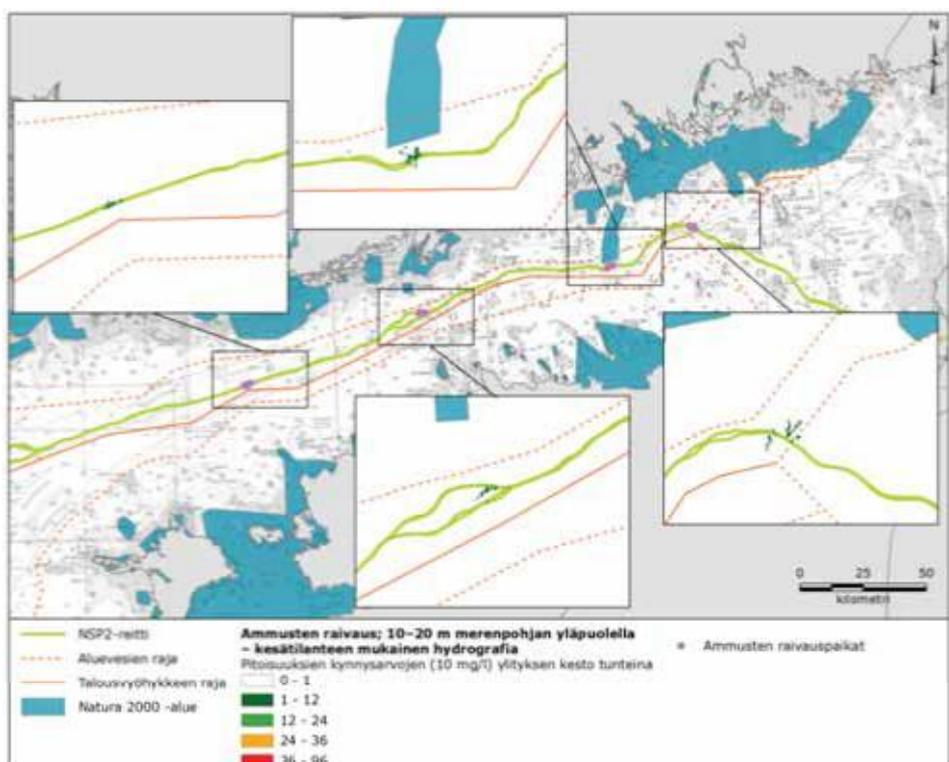 N
0 25 50
kilometri
NSP2-reitti
Aluevesien raja
Talousvyöhykkeen raja
Natura 2000 -alue
Ammusten raivaus; 10–20 m merenpohjan yläpuolella
– kesätilanteen mukainen hydrografia
Pitoisuuksien kynnysarvojen (10 mg/l) ylityksen kesto tunteina
0 - 1
1 - 12
12 - 24
24 - 36
36 - 96
Ammusten raivauspaikat